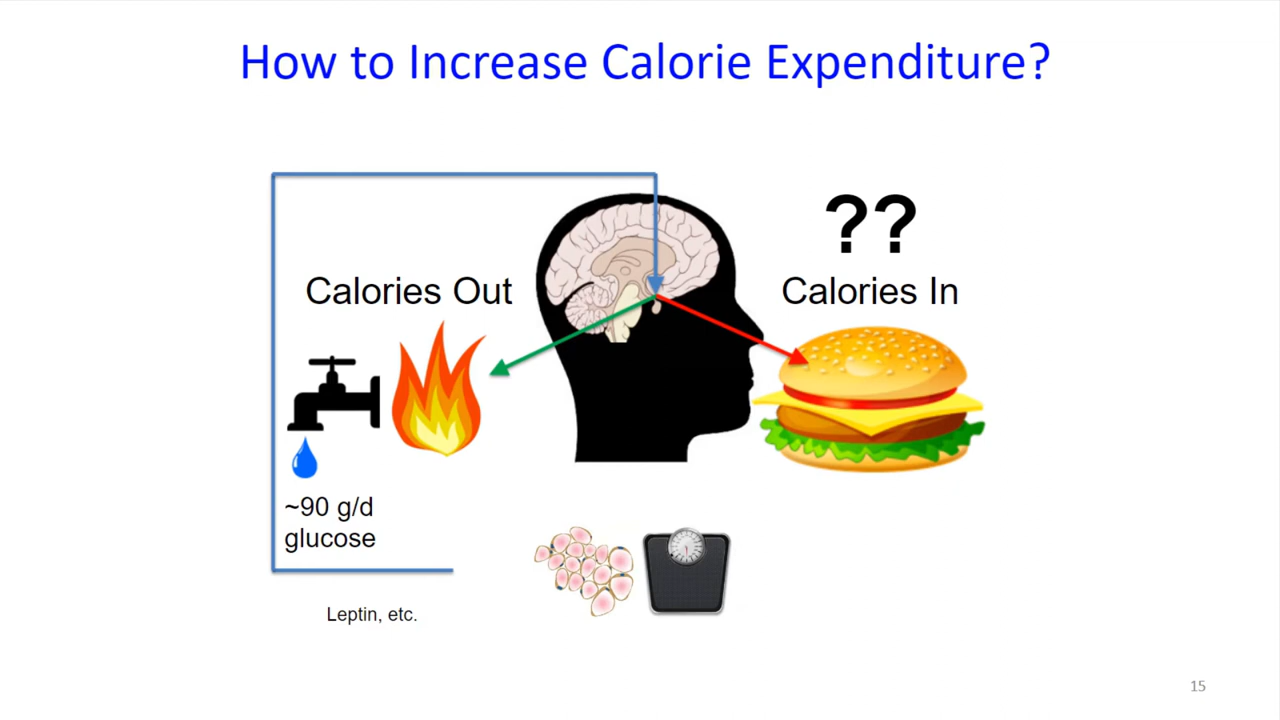 How to Increase Calorie Expenditure?
??
Calories Out
Calories In
~90 g/d
glucose
Leptin, etc.
15